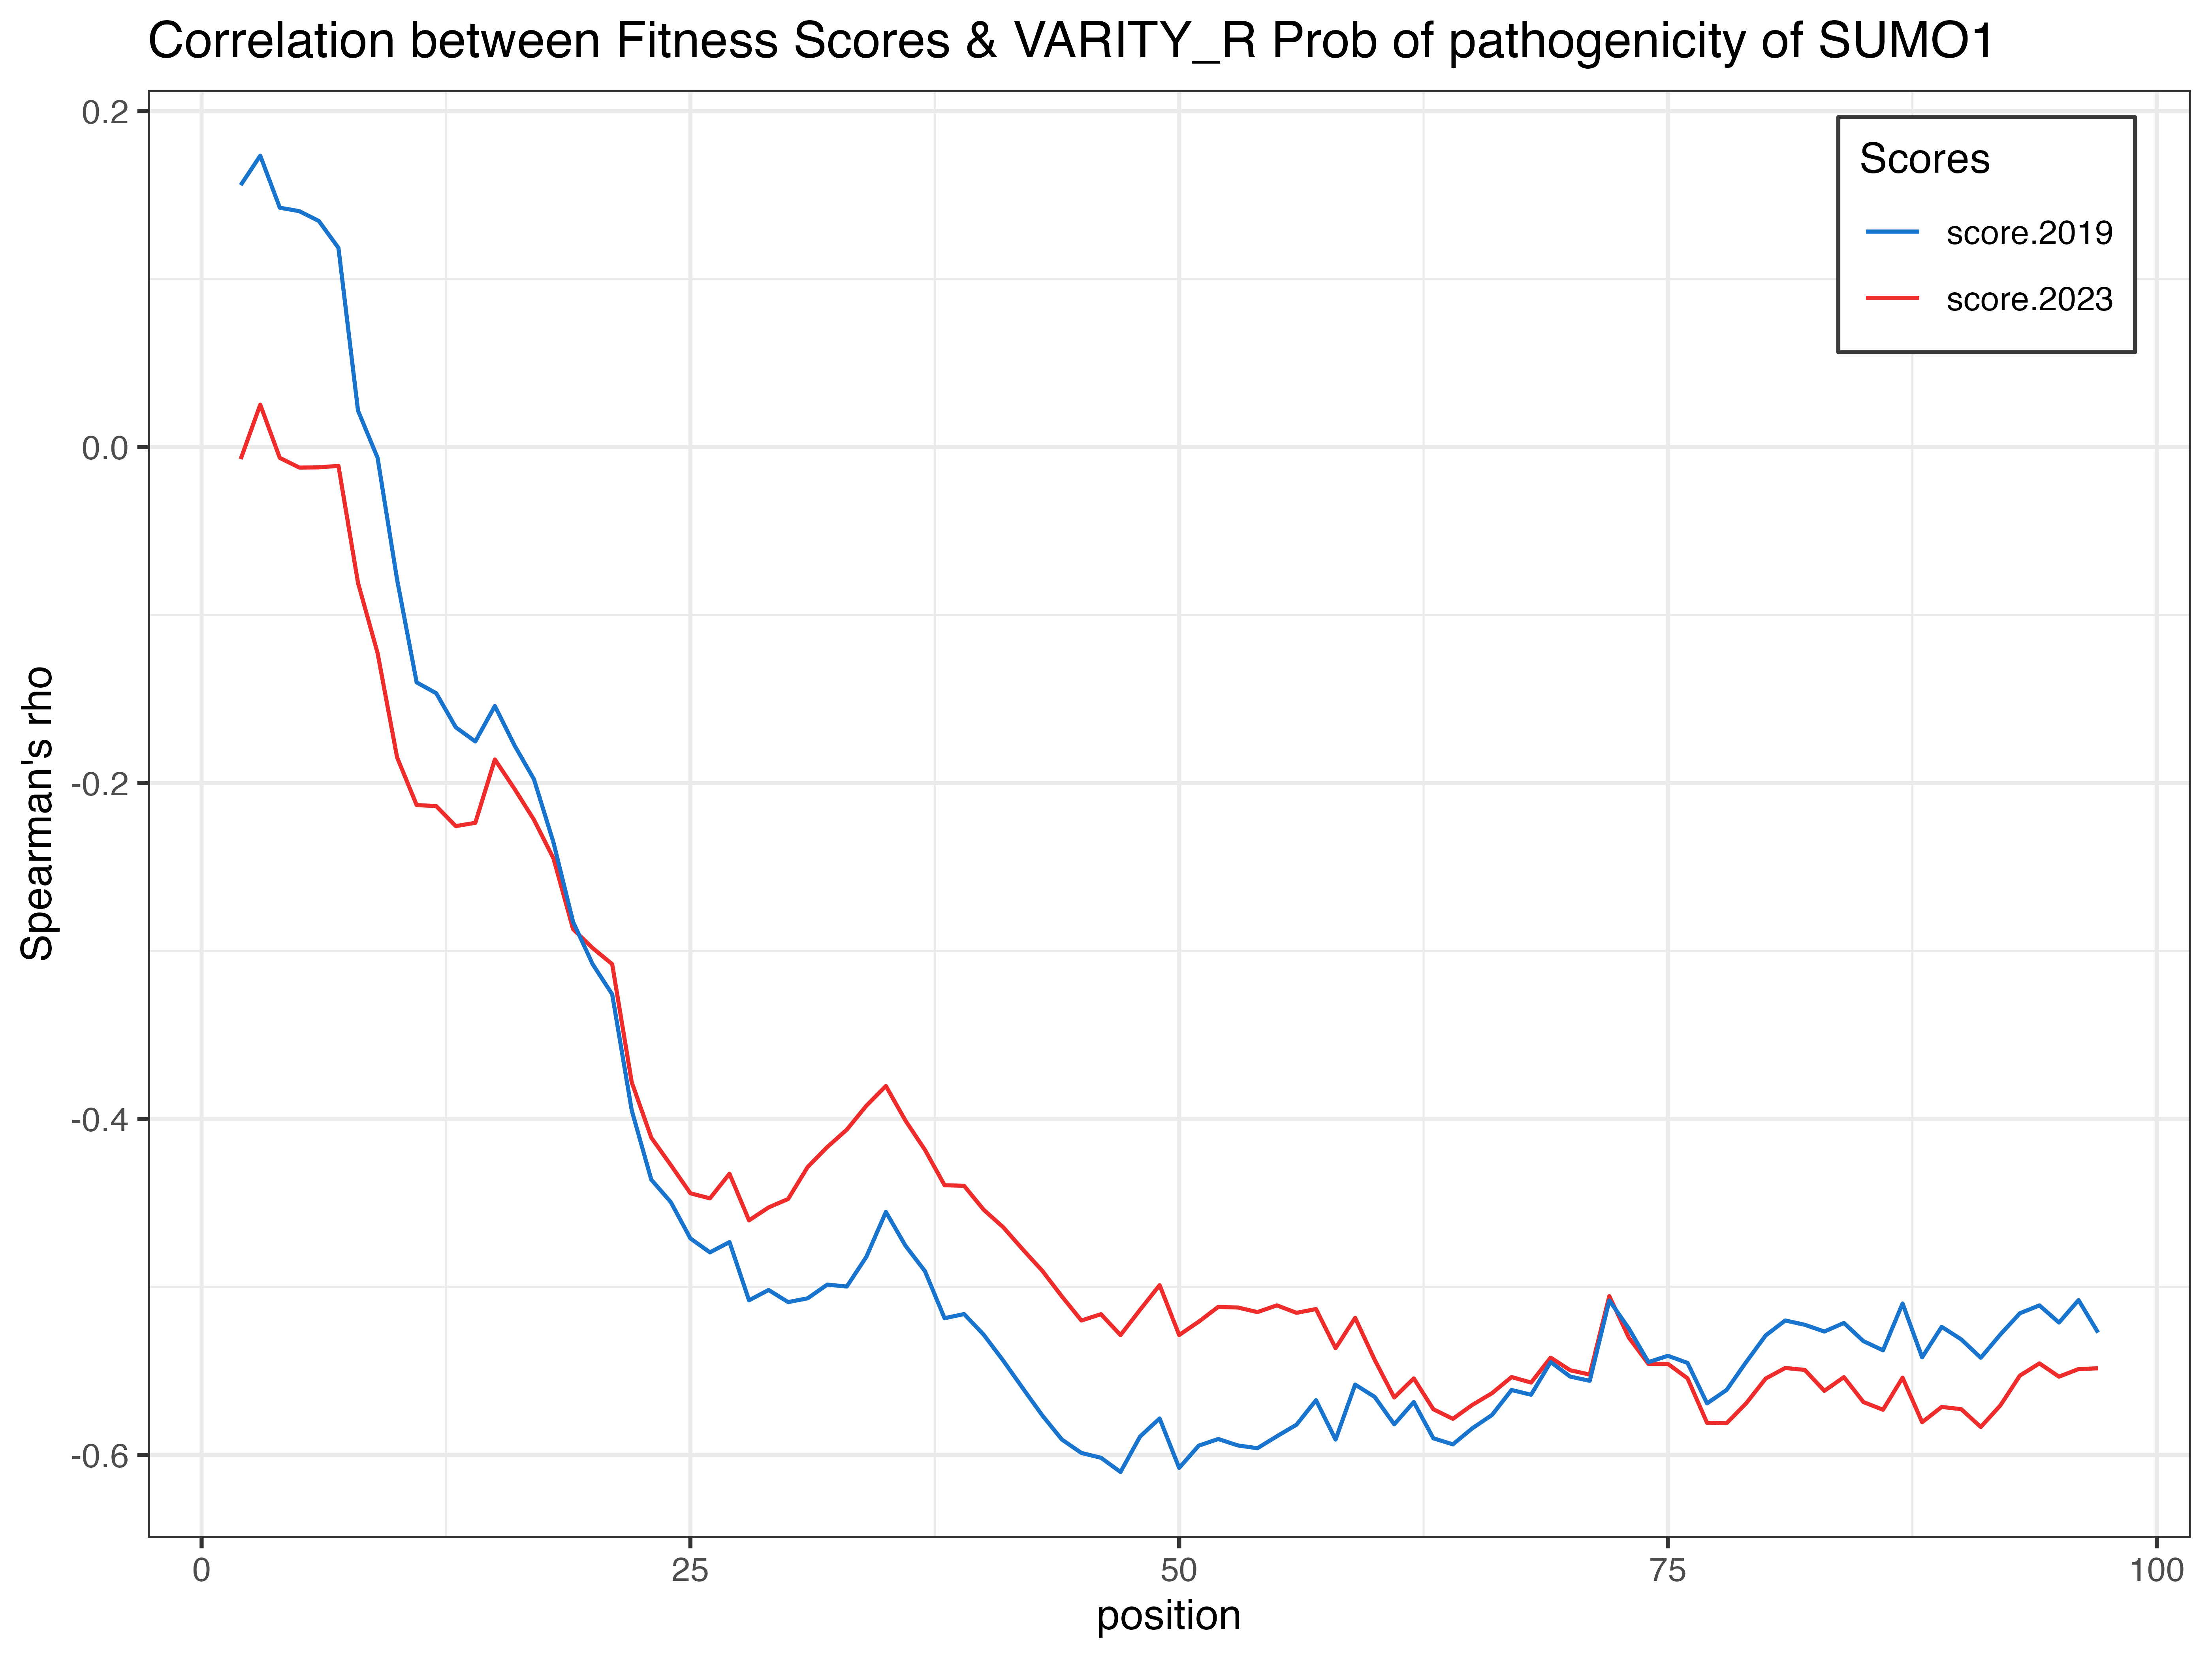 Correlation between Fitness Scores & VARITY_R Prob of pathogenicity of SUMO1
Scores
score.2019
score.2023
Spearman's rho
0.2
0.0
-0.2
-0.4
-0.6
0
25
50
75
100
position